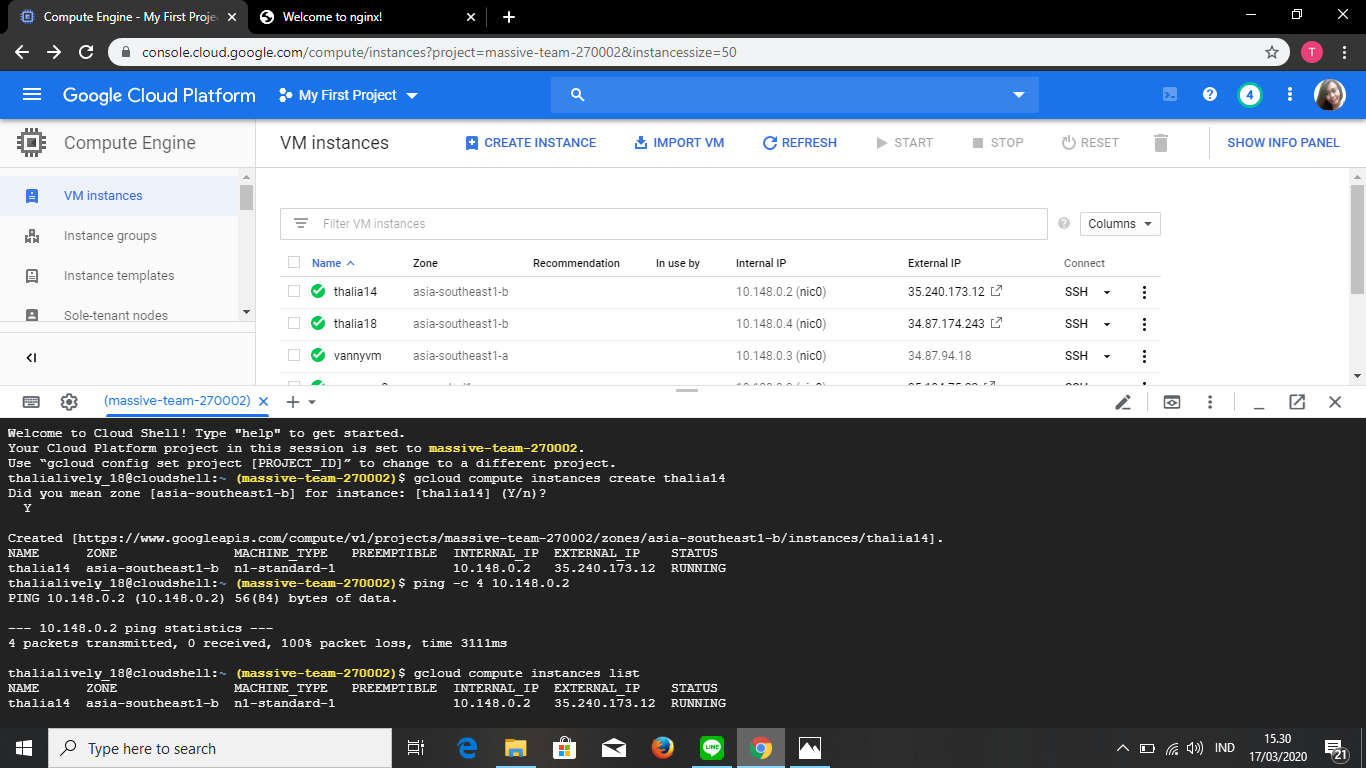 Compute Engine - My First Proje
Welcome to nginx!
console.cloud.google.com/compute/instances?project=massive-team-270002&instancessize=50
T
Google Cloud Platform
My First Project
4
Compute Engine
VM instances
CREATE INSTANCE
IMPORT VM
REFRESH
START
STOP
RESET
SHOW INFO PANEL
VM instances
Instance groups
Instance templates
Sole-tenant nodes
Filter VM instances
Columns
Name Zone Recommendation In use by Internal IP External IP Connect
thalia14 asia-southeast1-b 10.148.0.2 (nic0) 35.240.173.12 SSH
thalia18 asia-southeast1-b 10.148.0.4 (nic0) 34.87.174.243 SSH
vannyvm asia-southeast1-a 10.148.0.3 (nic0) 34.87.94.18 SSH
(massive-team-270002)
Welcome to Cloud Shell! Type "help" to get started.
Your Cloud Platform project in this session is set to massive-team-270002.
Use “gcloud config set project [PROJECT_ID]” to change to a different project.
thalialively_18@cloudshell:~ (massive-team-270002)$ gcloud compute instances create thalia14
Did you mean zone [asia-southeast1-b] for instance: [thalia14] (Y/n)?
Y
Created [https://www.googleapis.com/compute/v1/projects/massive-team-270002/zones/asia-southeast1-b/instances/thalia14].
NAME ZONE MACHINE_TYPE PREEMPTIBLE INTERNAL_IP EXTERNAL_IP STATUS
thalia14 asia-southeast1-b n1-standard-1 10.148.0.2 35.240.173.12 RUNNING
thalialively_18@cloudshell:~ (massive-team-270002)$ ping -c 4 10.148.0.2
PING 10.148.0.2 (10.148.0.2) 56(84) bytes of data.
--- 10.148.0.2 ping statistics ---
4 packets transmitted, 0 received, 100% packet loss, time 3111ms
thalialively_18@cloudshell:~ (massive-team-270002)$ gcloud compute instances list
NAME ZONE MACHINE_TYPE PREEMPTIBLE INTERNAL_IP EXTERNAL_IP STATUS
thalia14 asia-southeast1-b n1-standard-1 10.148.0.2 35.240.173.12 RUNNING
Type here to search
LINE
IND
15.30
17/03/2020
21